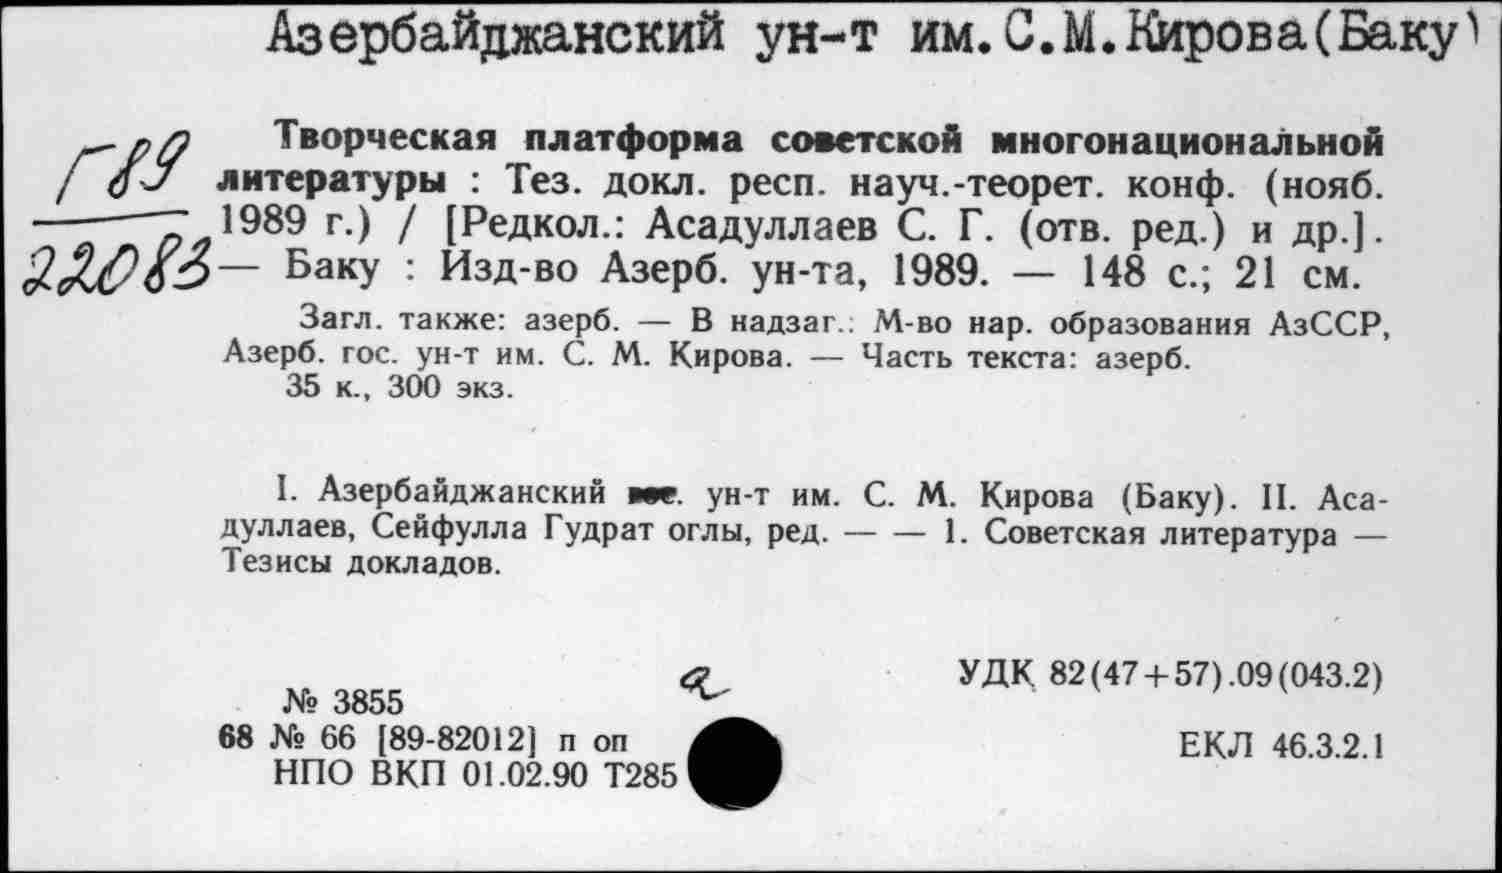 Азербайджанский ун-т им.С.М.Кирова(Баку)
Г89
22083
Творческая платформа советской многонациональной
литературы : Тез. докл. респ. науч.-теорет. конф. (нояб.
1989 г.) / [Редкол.: Асадуллаев С. Г. (отв. ред.) и др.].
— Баку : Изд-во Азерб. ун-та, 1989. — 148 с.; 21 см.
Загл. также: азерб. — В надзаг.: М-во нар. образования АзССР,
Азерб. гос. ун-т им. С. М. Кирова. — Часть текста: азерб.
35 к., 300 экз.
I. Азербайджанский ун-т им. С. М. Кирова (Баку). II. Аса-
дуллаев, Сейфулла Гудрат оглы, ред. — — 1. Советская литература —
Тезисы докладов.
УДК 82(47+57).09(043.2)
№ 3855
68 № 66 [89-82012] п оп
ЕКЛ 46.3.2.1
НПО ВКП 01.02.90 Т285